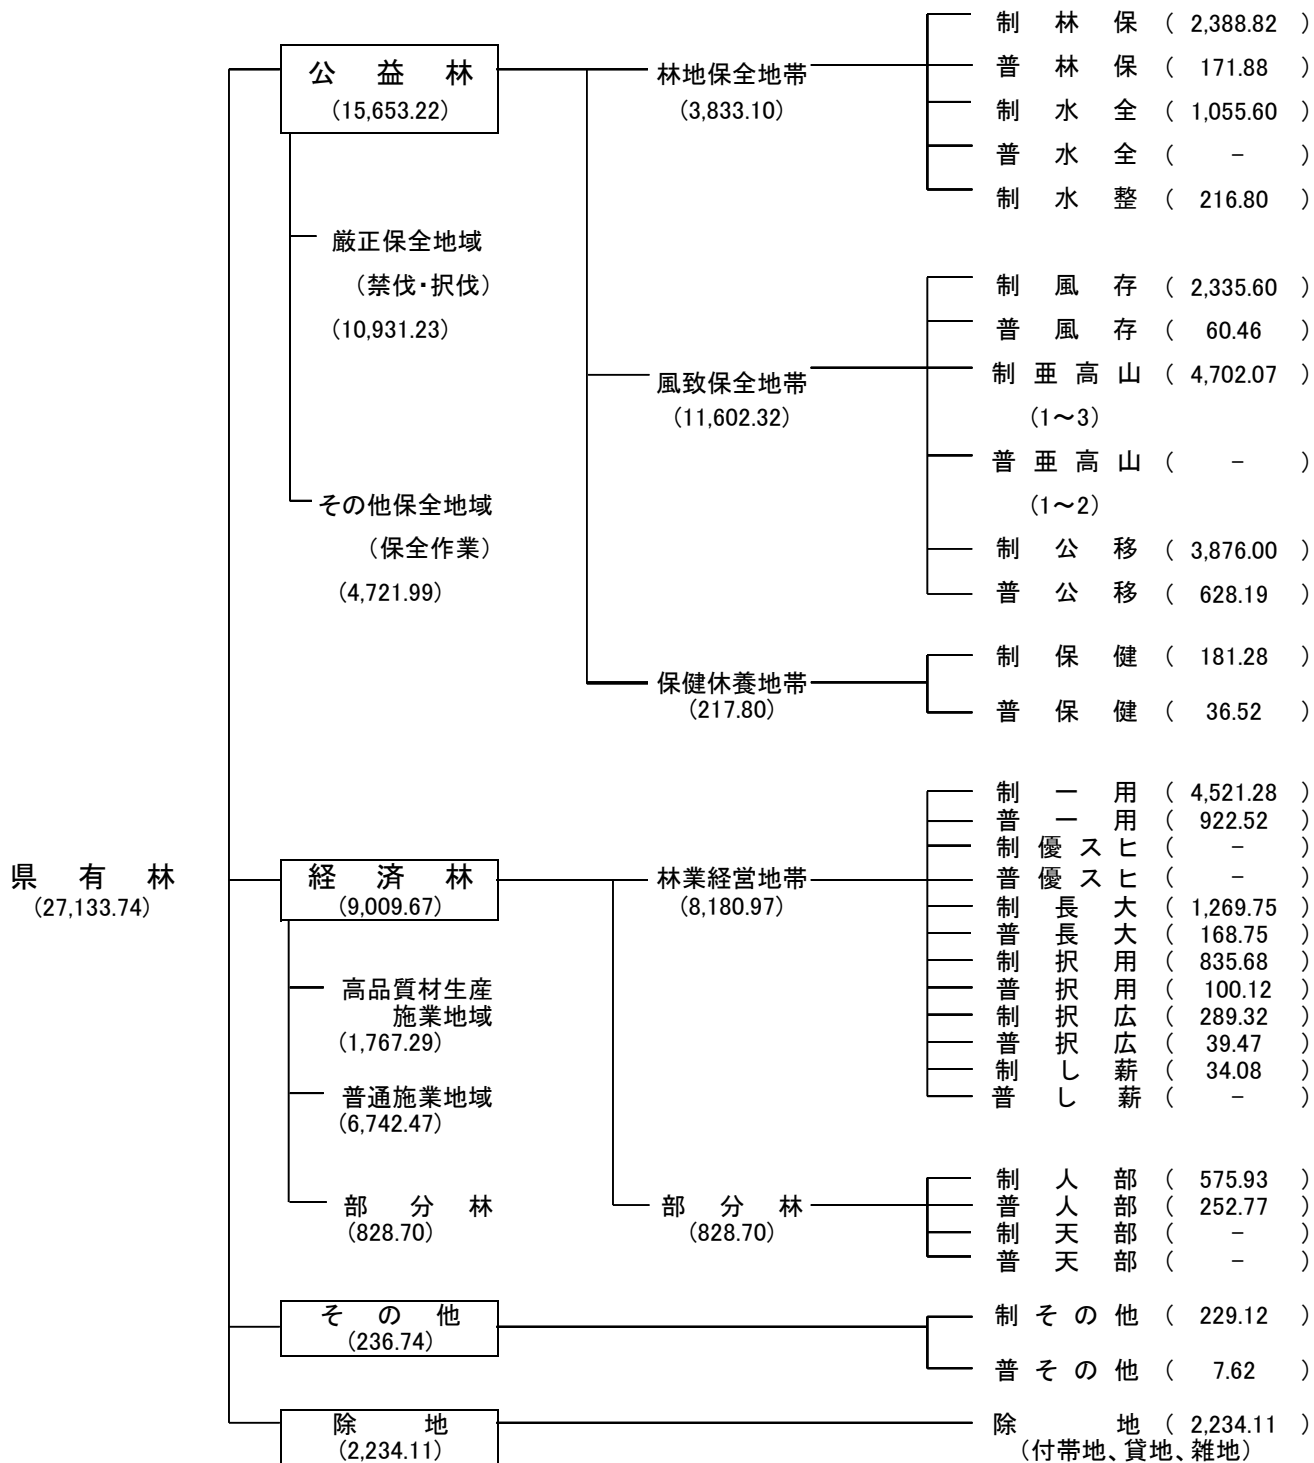 県有林
(27,133.74)
公益林
(15,653.22)
厳正保全地域
(禁伐・択伐)
(10,931.23)
その他保全地域
(保全作業)
(4,721.99)
林地保全地帯
(3,833.10)
制林保 ( 2,388.82 )
普林保 ( 171.88 )
制水全 ( 1,055.60 )
普水全 ( - )
制水整 ( 216.80 )
風致保全地帯
(11,602.32)
制風存 ( 2,335.60 )
普風存 ( 60.46 )
制亜高山 ( 4,702.07 )
(1～3)
普亜高山 ( - )
(1～2)
制公移 ( 3,876.00 )
普公移 ( 628.19 )
保健休養地帯
(217.80)
制保健 ( 181.28 )
普保健 ( 36.52 )
経済林
(9,009.67)
高品質材生産
施業地域
(1,767.29)
普通施業地域
(6,742.47)
部分林
(828.70)
林業経営地帯
(8,180.97)
制一用 ( 4,521.28 )
普一用 ( 922.52 )
制優スヒ ( - )
普優スヒ ( - )
制長大 ( 1,269.75 )
普長大 ( 168.75 )
制択用 ( 835.68 )
普択用 ( 100.12 )
制択広 ( 289.32 )
普択広 ( 39.47 )
制し薪 ( 34.08 )
普し薪 ( - )
部分林
(828.70)
制人部 ( 575.93 )
普人部 ( 252.77 )
制天部 ( - )
普天部 ( - )
その他
(236.74)
制その他 ( 229.12 )
普その他 ( 7.62 )
除地
(2,234.11)
除地 ( 2,234.11 )
(付帯地、貸地、雑地)